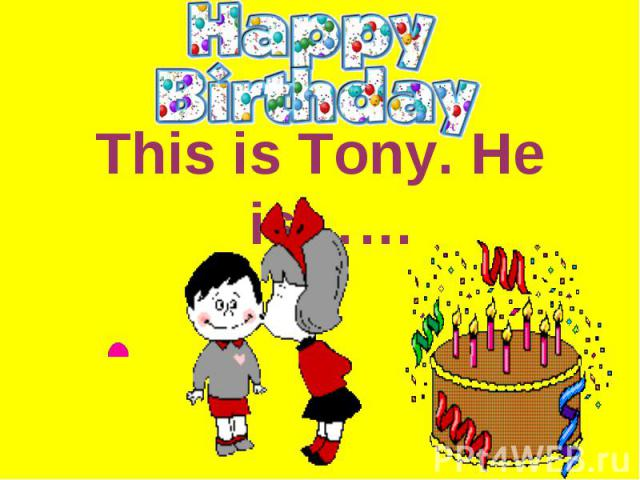 Happy
Birthday
This is Tony. He
is …..
PPt4WEB.ru